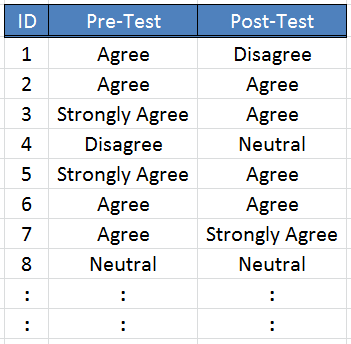 ID Pre-Test Post-Test
1 Agree Disagree
2 Agree Agree
3 Strongly Agree Agree
4 Disagree Neutral
5 Strongly Agree Agree
6 Agree Agree
7 Agree Strongly Agree
8 Neutral Neutral
: : :
: : :